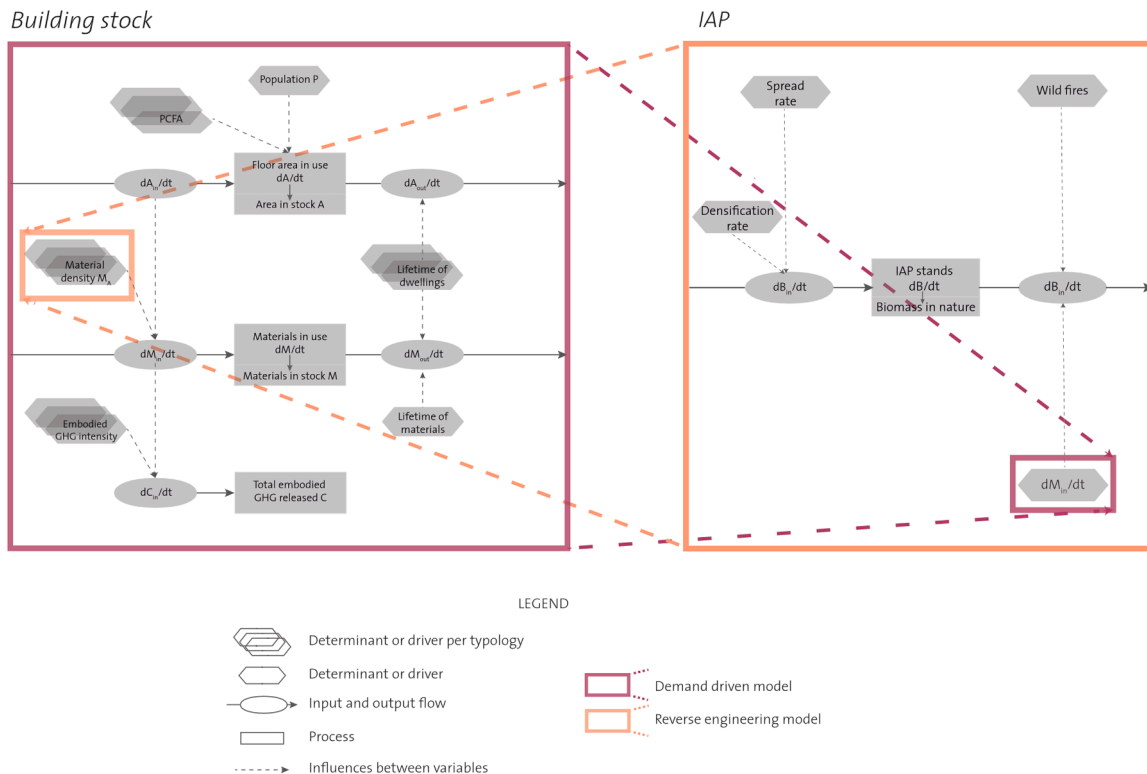 Building stock
IAP
Population P
PCFA
Floor area in use
dA/dt
Area in stock A
dA_in/dt
dA_out/dt
Material
density M_A
Lifetime of
dwellings
Materials in use
dM/dt
Materials in stock M
dM_in/dt
dM_out/dt
Embodied
GHG intensity
Lifetime of
materials
dC_in/dt
Total embodied
GHG released C
Spread
rate
Wild fires
Densification
rate
dB_in/dt
IAP stands
dB/dt
Biomass in nature
dB_in/dt
dM_in/dt
LEGEND
Determinant or driver per typology
Determinant or driver
Input and output flow
Process
Influences between variables
Demand driven model
Reverse engineering model